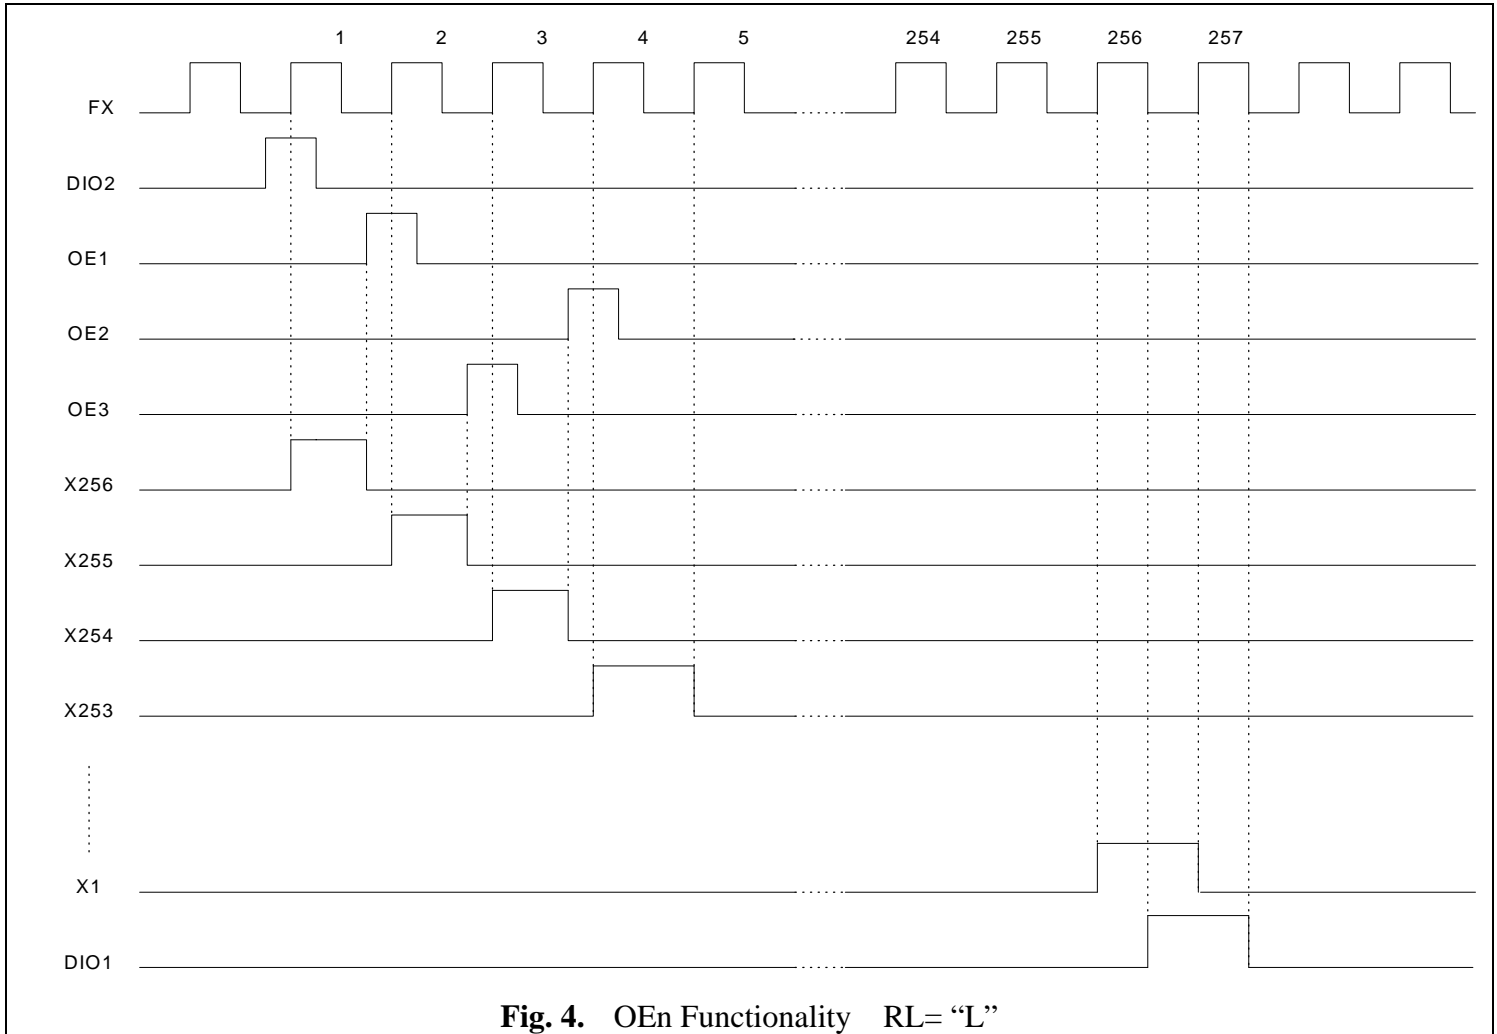 1 2 3 4 5 254 255 256 257
FX
DIO2
OE1
OE2
OE3
X256
X255
X254
X253
X1
DIO1
Fig. 4. OEn Functionality RL= “L”